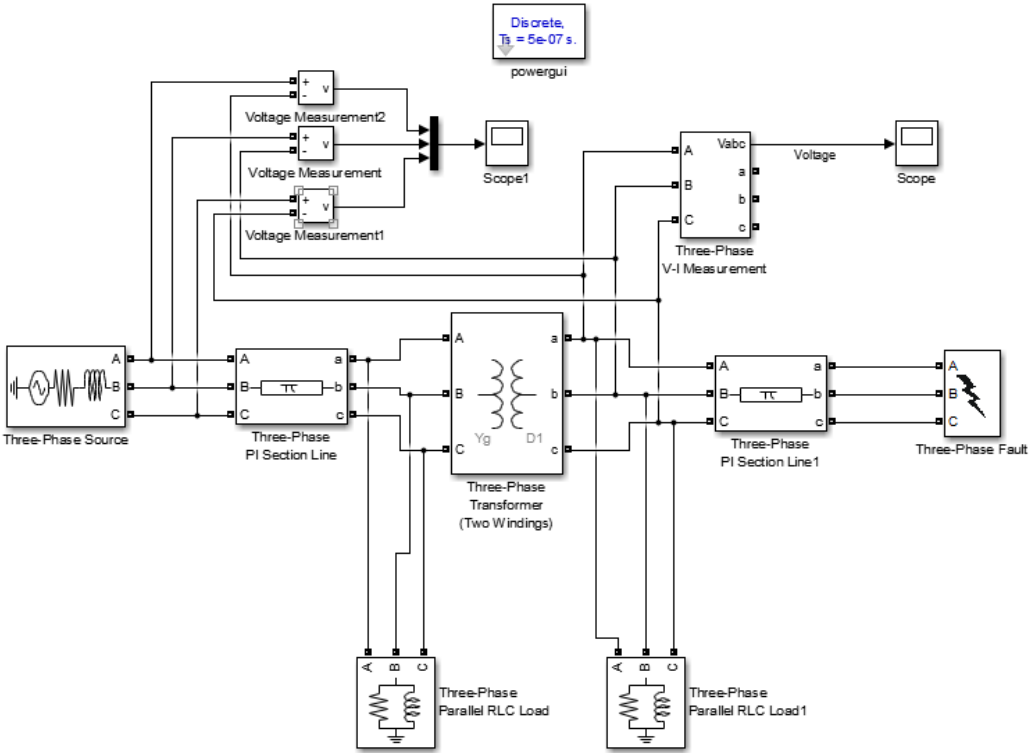 Discrete,
Ts = 5e-07 s.
powergui
+
-
v
Voltage Measurement2
+
-
v
Voltage Measurement
+
-
v
Voltage Measurement1
Scope1
A
B
C
Vabc
a
b
c
Three-Phase
V-I Measurement
Voltage
Scope
A
B
C
Three-Phase Source
A
B
C
a
b
c
Three-Phase
PI Section Line
A
B
C
a
b
c
Yg
D1
Three-Phase
Transformer
(Two Windings)
A
B
C
a
b
c
Three-Phase
PI Section Line1
A
B
C
Three-Phase Fault
A B C
Three-Phase
Parallel RLC Load
A B C
Three-Phase
Parallel RLC Load1